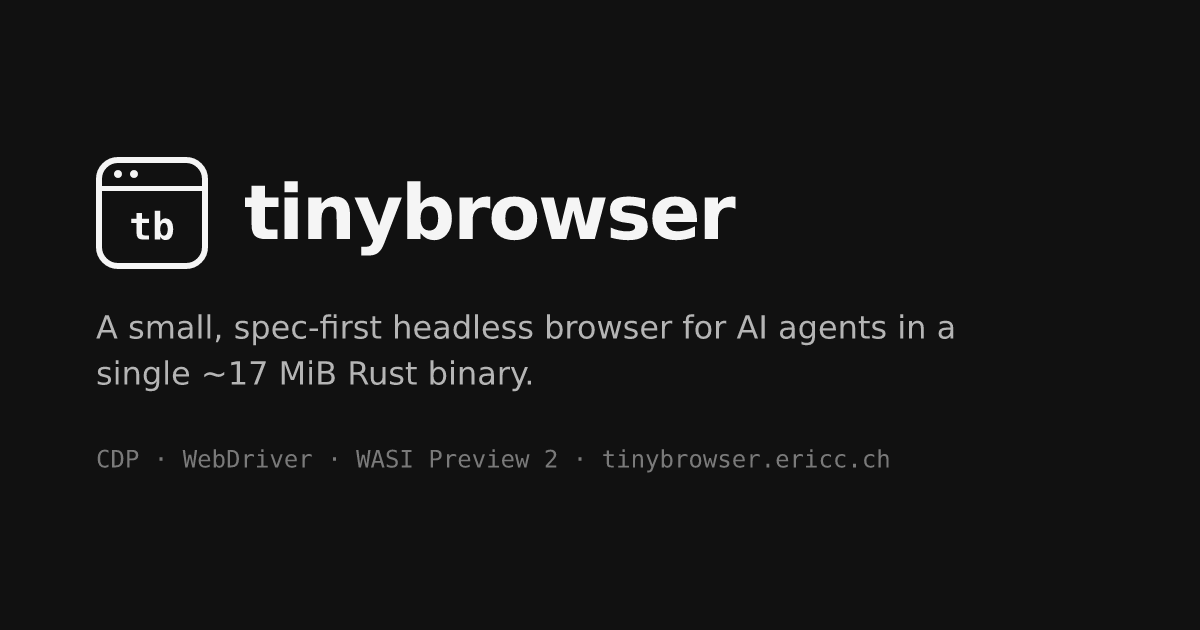 tb
tinybrowser
A small, spec-first headless browser for AI agents in a
single ~17 MiB Rust binary.
CDP · WebDriver · WASI Preview 2 · tinybrowser.ericc.ch